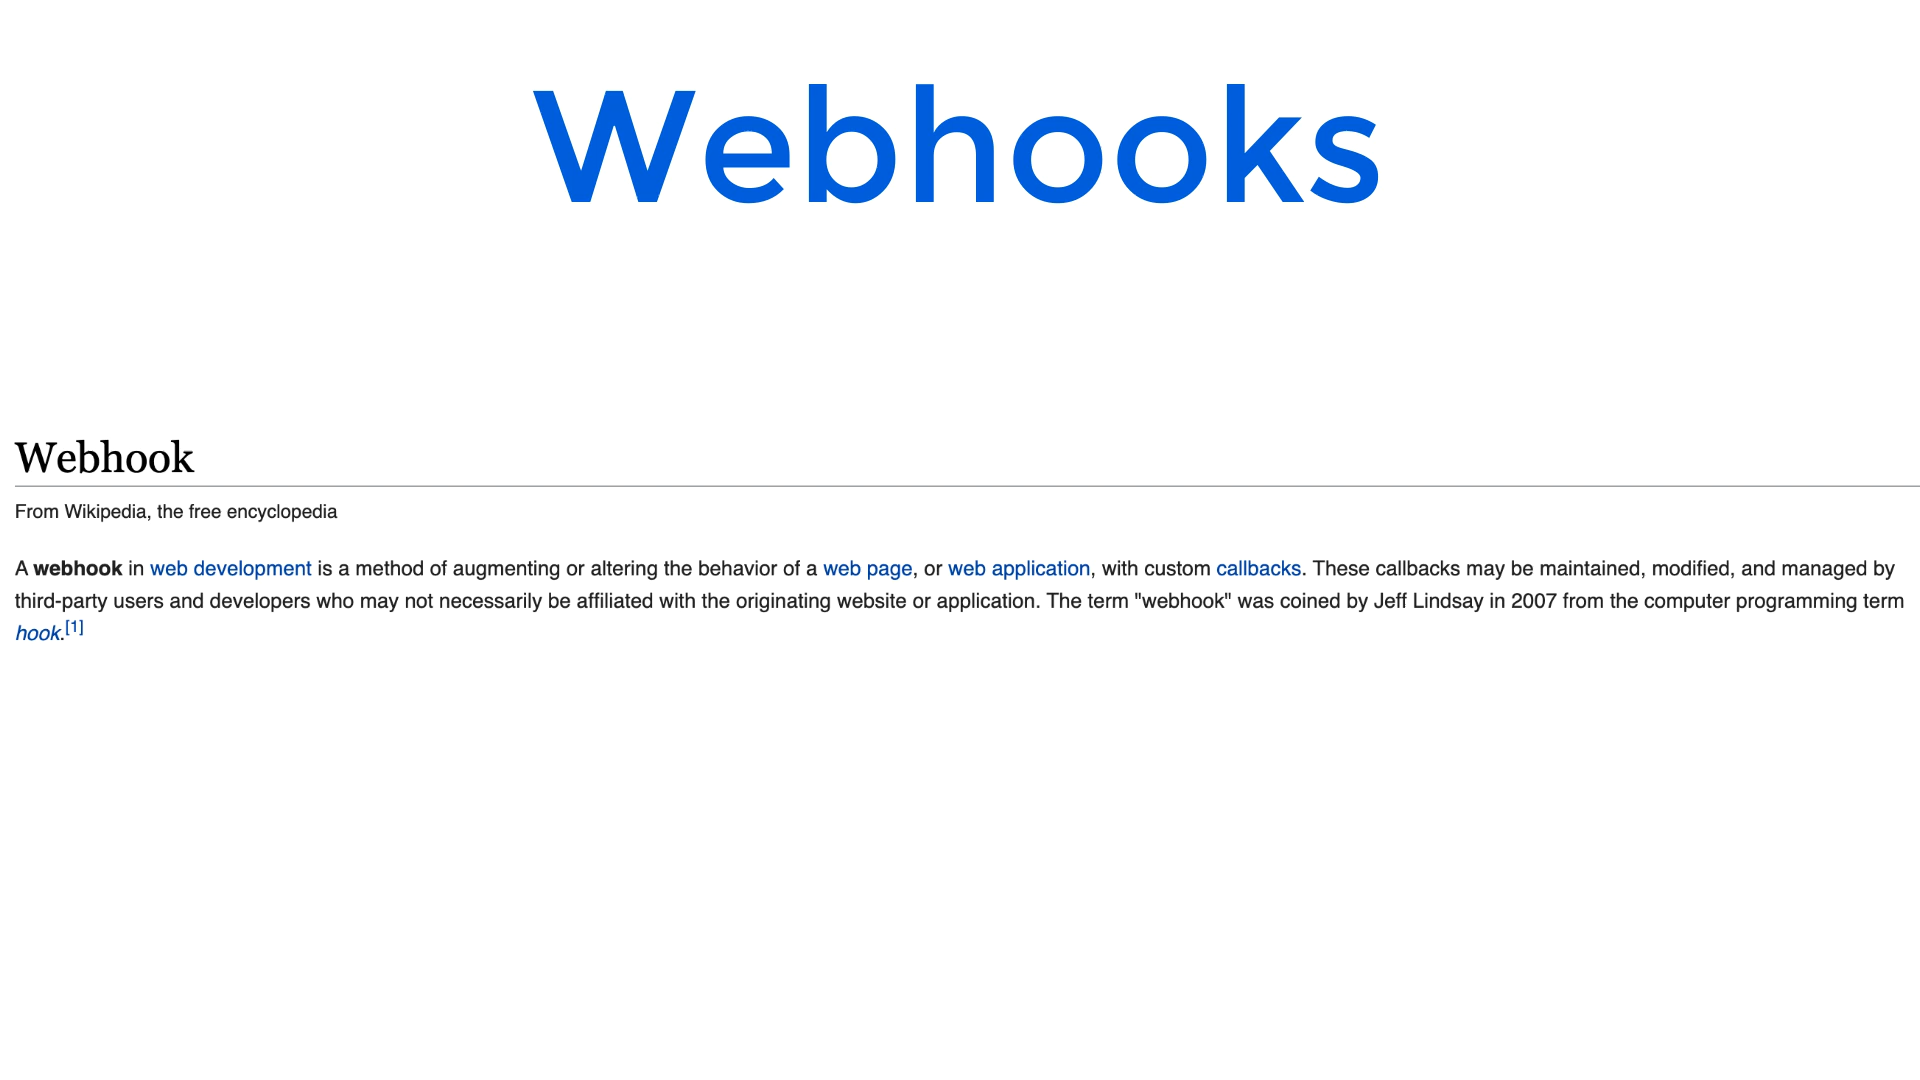 Webhooks
Webhook
From Wikipedia, the free encyclopedia
A webhook in web development is a method of augmenting or altering the behavior of a web page, or web application, with custom callbacks. These callbacks may be maintained, modified, and managed by
third-party users and developers who may not necessarily be affiliated with the originating website or application. The term "webhook" was coined by Jeff Lindsay in 2007 from the computer programming term
hook.[1]